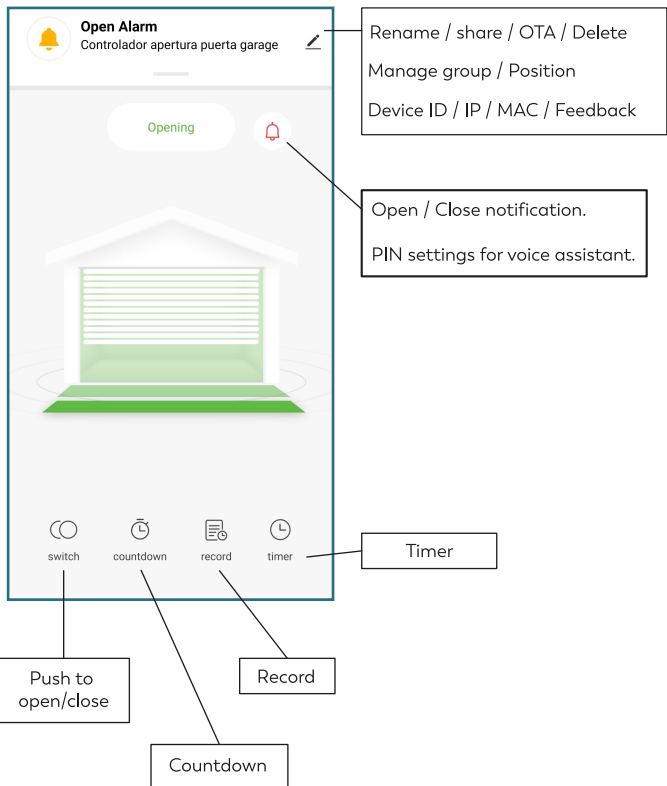 Open Alarm
Controlador apertura puerta garage
Rename / share / OTA / Delete
Manage group / Position
Device ID / IP / MAC / Feedback
Opening
Open / Close notification.
PIN settings for voice assistant.
switch
countdown
record
timer
Timer
Push to
open/close
Record
Countdown